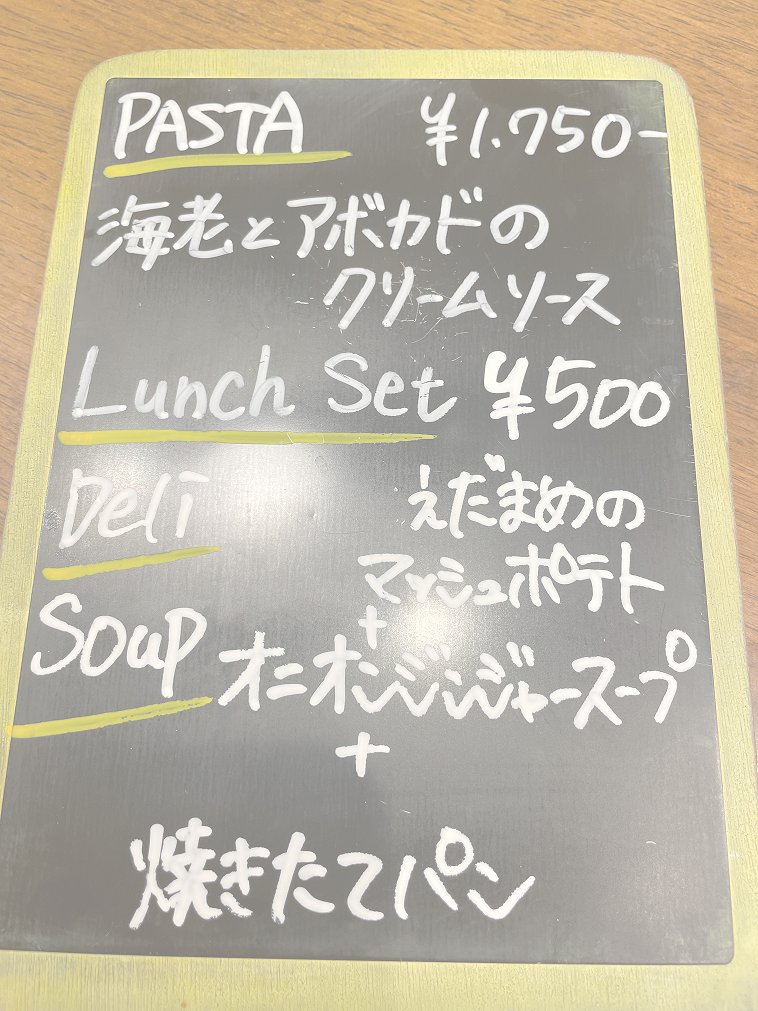 PASTA ¥1.750-
海老とアボカドの
クリームソース
Lunch Set ¥500
Deli えだまめの
マッシュポテト
+
Soup オニオンジンジャースープ
+
焼きたてパン